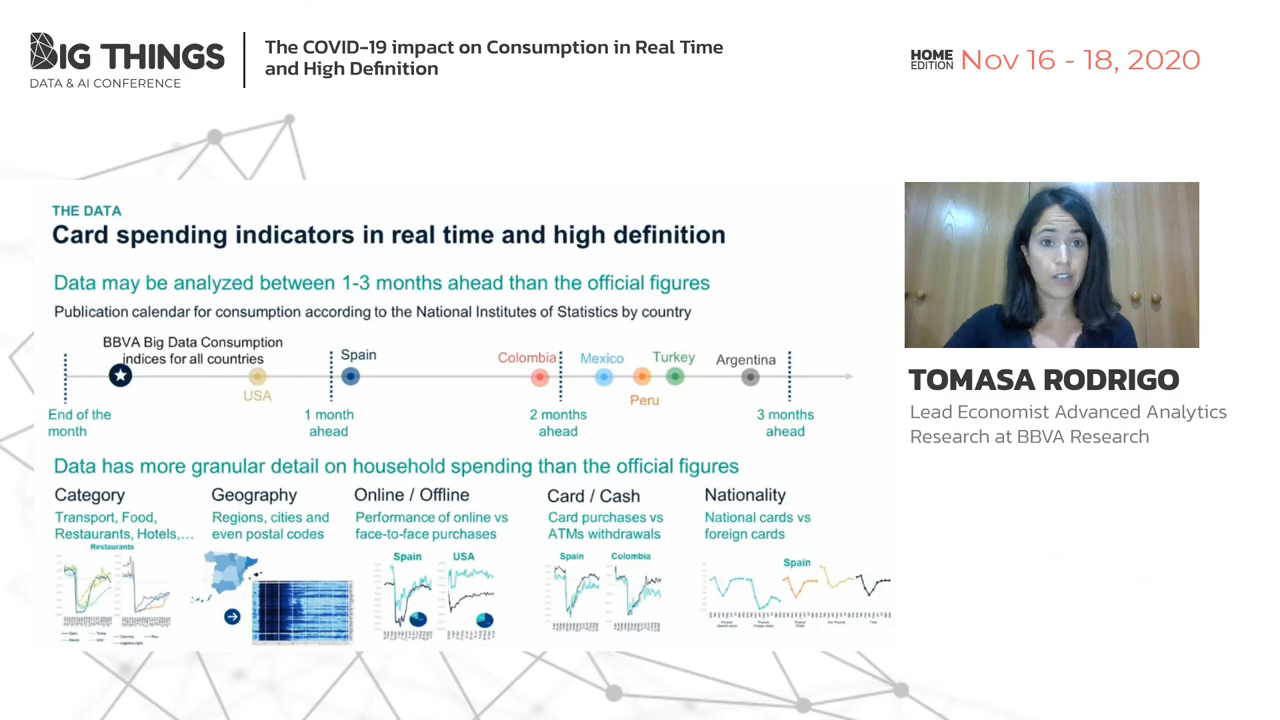 BIG THINGS
DATA & AI CONFERENCE
The COVID-19 impact on Consumption in Real Time
and High Definition
HOME
EDITION
Nov 16 - 18, 2020
THE DATA
Card spending indicators in real time and high definition
Data may be analyzed between 1-3 months ahead than the official figures
Publication calendar for consumption according to the National Institutes of Statistics by country
BBVA Big Data Consumption
indices for all countries
USA
Spain
Colombia
Mexico
Peru
Turkey
Argentina
End of the
month
1 month
ahead
2 months
ahead
3 months
ahead
Data has more granular detail on household spending than the official figures
Category
Transport, Food,
Restaurants, Hotels,...
Restaurants
Geography
Regions, cities and
even postal codes
Online / Offline
Performance of online vs
face-to-face purchases
Spain
USA
Card / Cash
Card purchases vs
ATMs withdrawals
Spain
Colombia
Nationality
National cards vs
foreign cards
Spain
TOMASA RODRIGO
Lead Economist Advanced Analytics
Research at BBVA Research